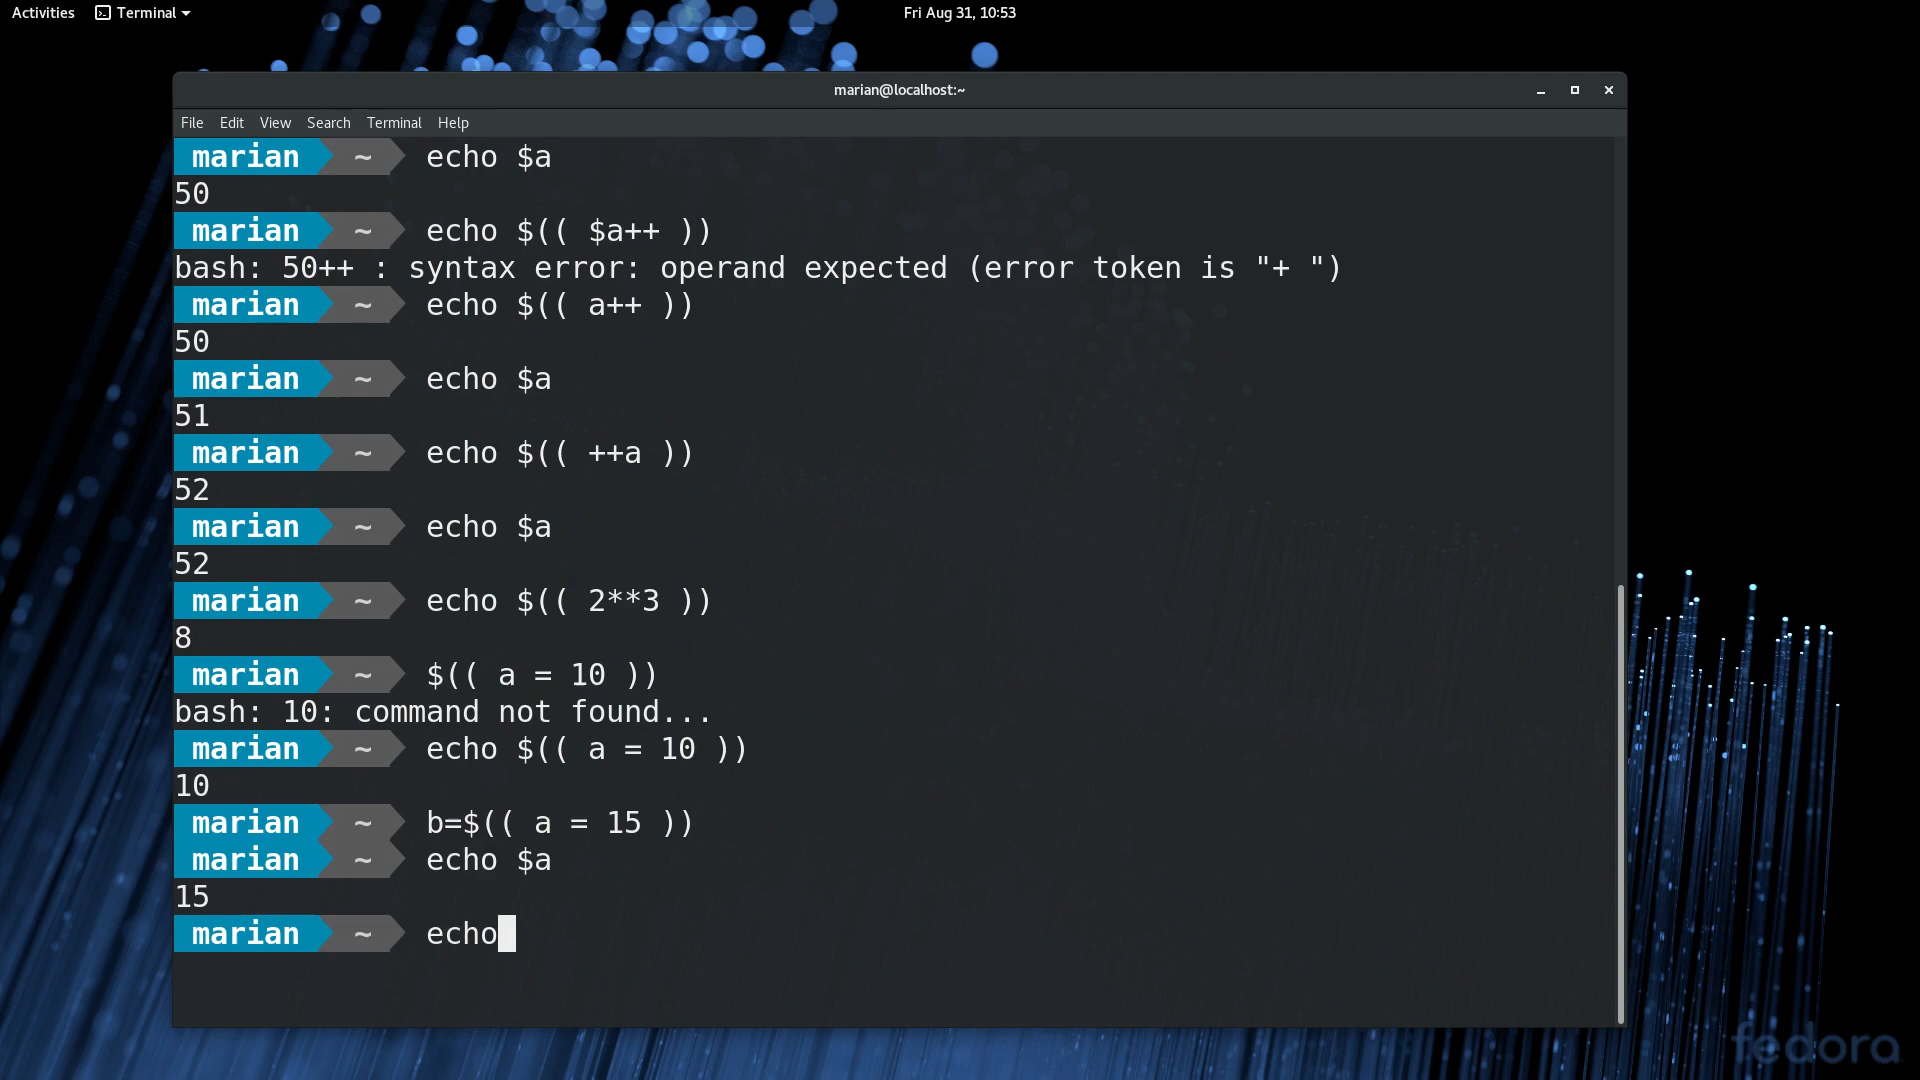 Activities Terminal Fri Aug 31, 10:53
marian@localhost:~
File Edit View Search Terminal Help
marian ~ echo $a
50
marian ~ echo $(( $a++ ))
bash: 50++ : syntax error: operand expected (error token is "+ ")
marian ~ echo $(( a++ ))
50
marian ~ echo $a
51
marian ~ echo $(( ++a ))
52
marian ~ echo $a
52
marian ~ echo $(( 2**3 ))
8
marian ~ $(( a = 10 ))
bash: 10: command not found...
marian ~ echo $(( a = 10 ))
10
marian ~ b=$(( a = 15 ))
marian ~ echo $a
15
marian ~ echo
fedora